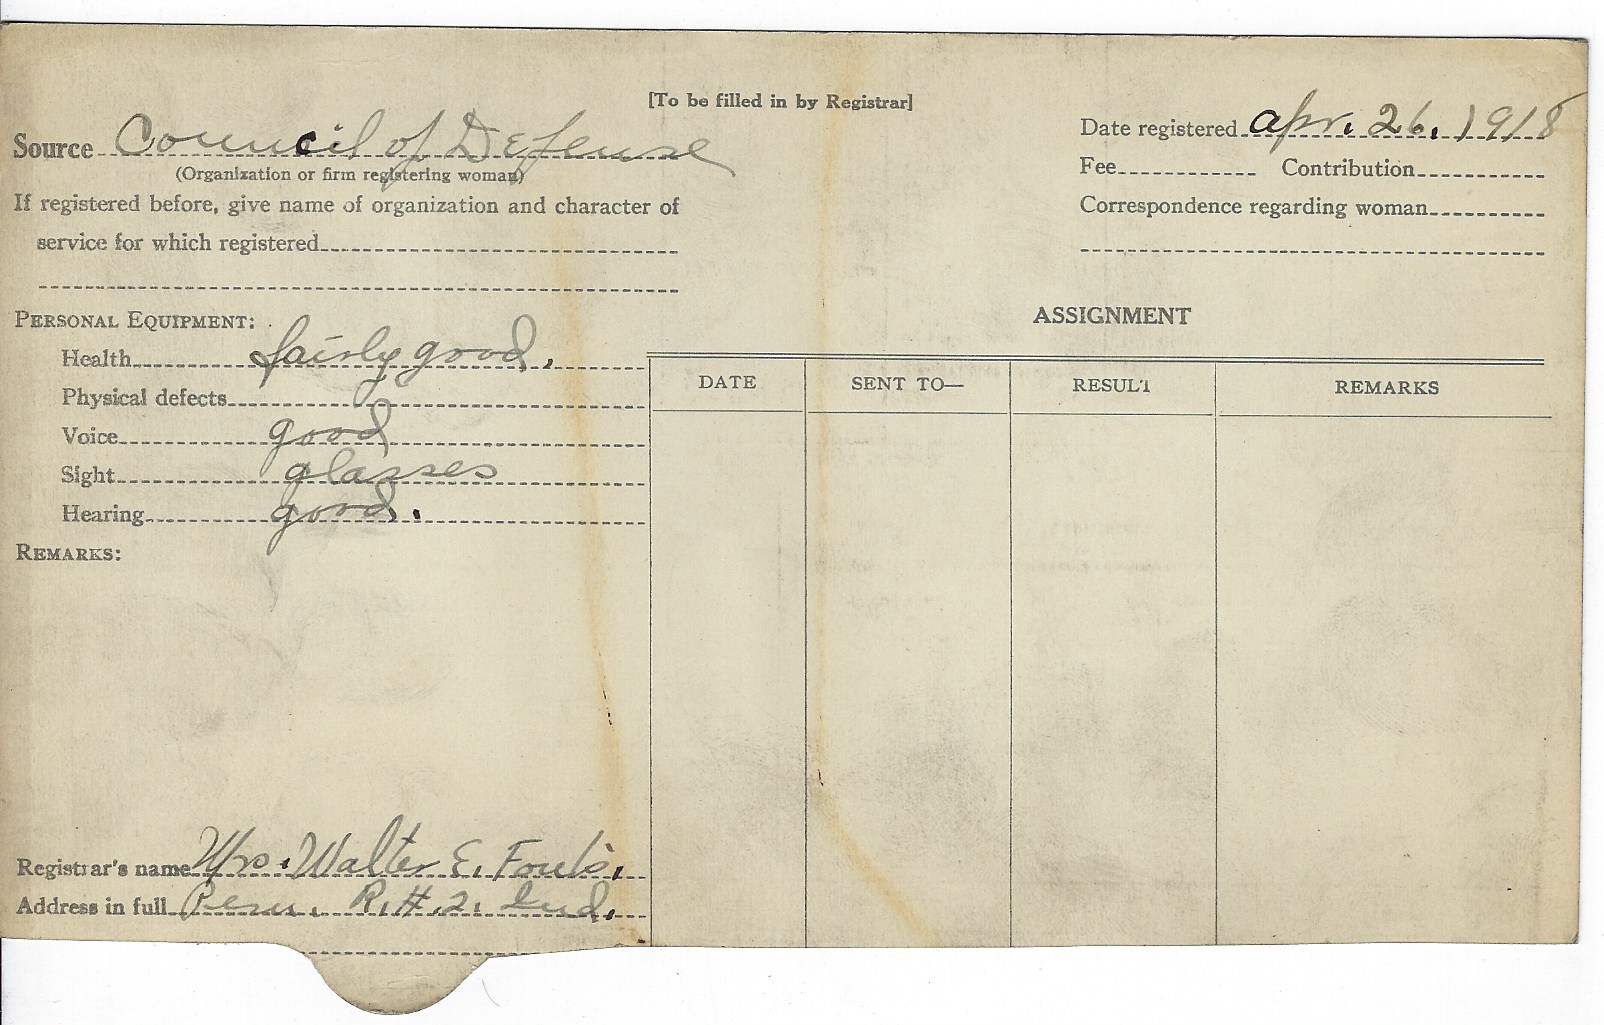 [To be filled in by Registrar]
Source Council of Defense
(Organization or firm registering woman)
If registered before, give name of organization and character of
service for which registered
Date registered Apr. 26. 1918
Fee Contribution
Correspondence regarding woman
PERSONAL EQUIPMENT:
Health fairly good.
Physical defects
Voice good
Sight glasses
Hearing good.
REMARKS:
ASSIGNMENT
DATE SENT TO— RESULT REMARKS
Registrar's name Mrs. Walter E. Fouts.
Address in full Peru. R.#.2. Ind.